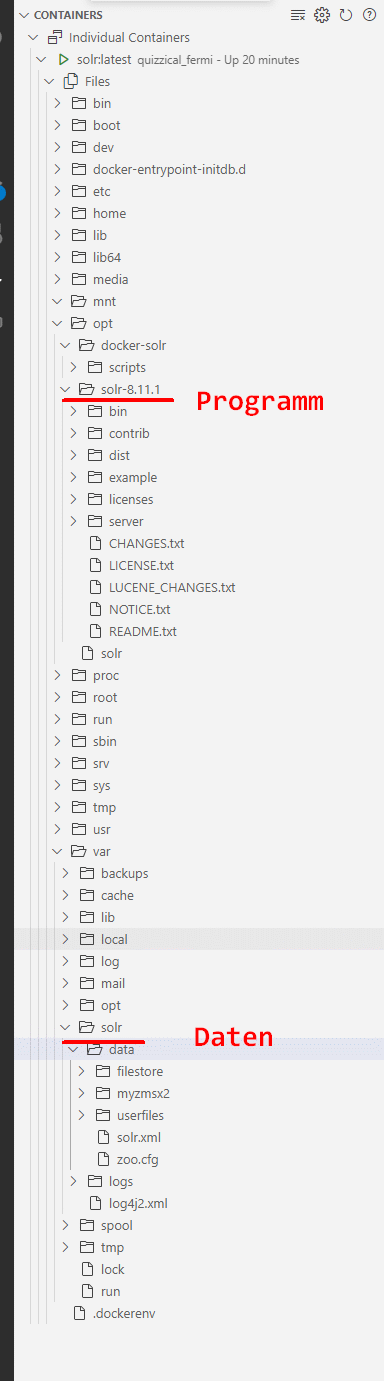 CONTAINERS
Individual Containers
solr:latest quizzical_fermi - Up 20 minutes
Files
bin
boot
dev
docker-entrypoint-initdb.d
etc
home
lib
lib64
media
mnt
opt
docker-solr
scripts
solr-8.11.1
Programm
bin
contrib
dist
example
licenses
server
CHANGES.txt
LICENSE.txt
LUCENE_CHANGES.txt
NOTICE.txt
README.txt
solr
proc
root
run
sbin
srv
sys
tmp
usr
var
backups
cache
lib
local
log
mail
opt
solr
Daten
data
filestore
myzmsx2
userfiles
solr.xml
zoo.cfg
logs
log4j2.xml
spool
tmp
lock
run
.dockerenv